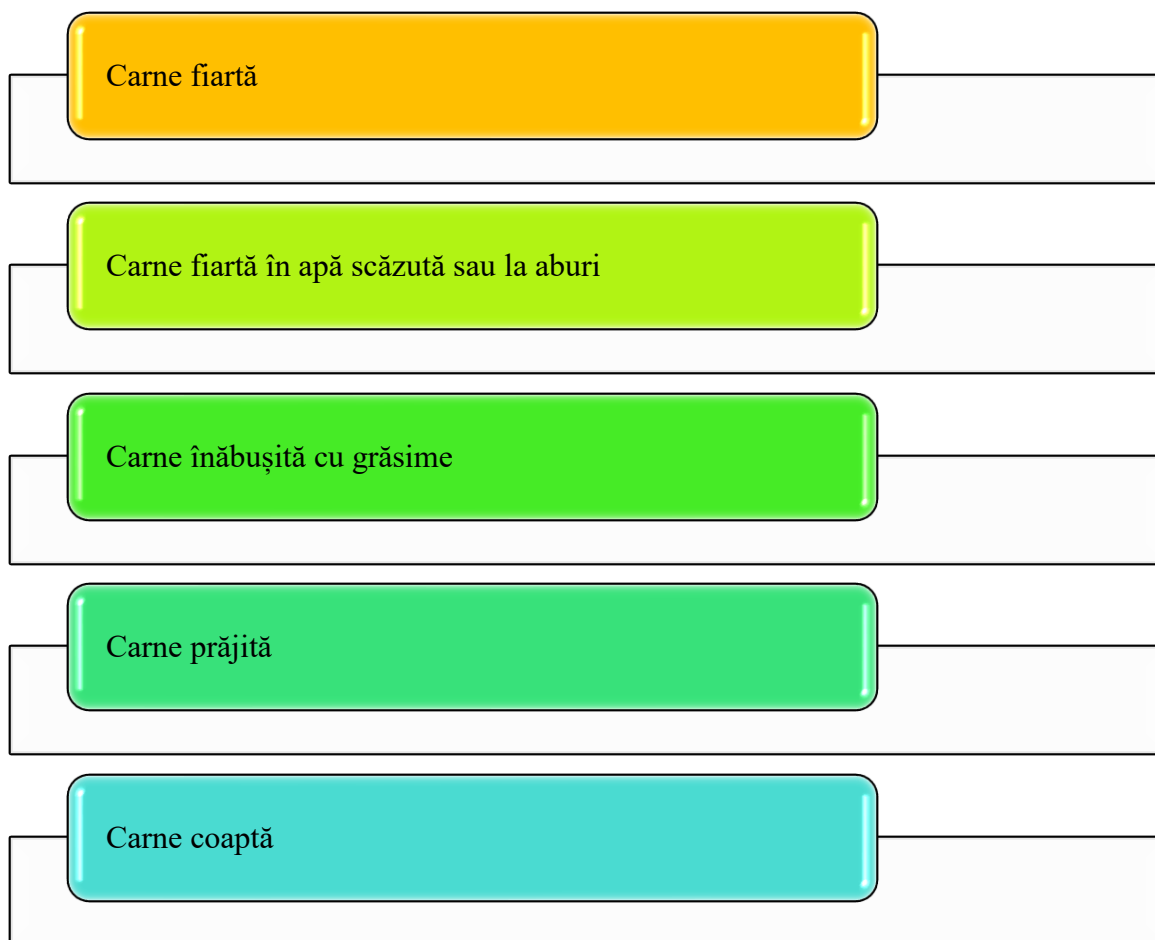 Carne fiartă
Carne fiartă în apă scăzută sau la aburi
Carne înăbușită cu grăsime
Carne prăjită
Carne coaptă